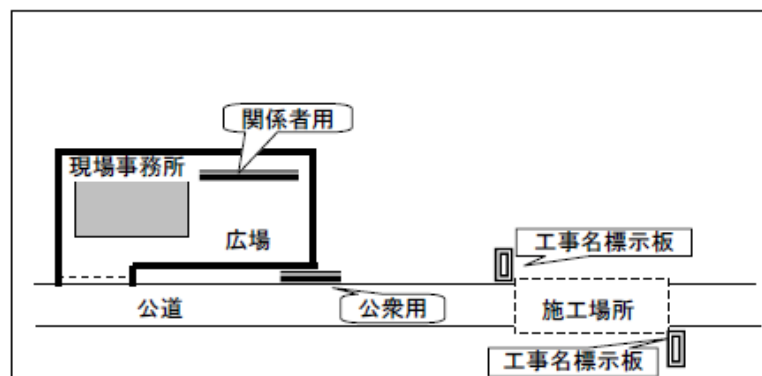 関係者用
現場事務所
広場
工事名標示板
公道
公衆用
施工場所
工事名標示板